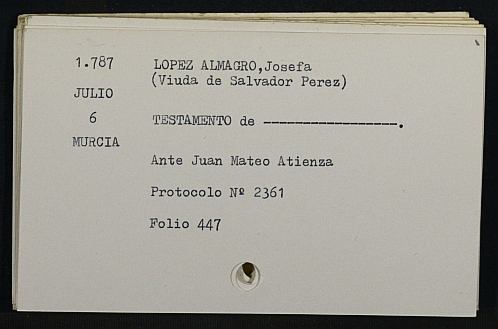 1.787 LOPEZ ALMAGRO,Josefa
(Viuda de Salvador Perez)
JULIO
6 TESTAMENTO de -----------------.
MURCIA
Ante Juan Mateo Atienza
Protocolo Nº 2361
Folio 447